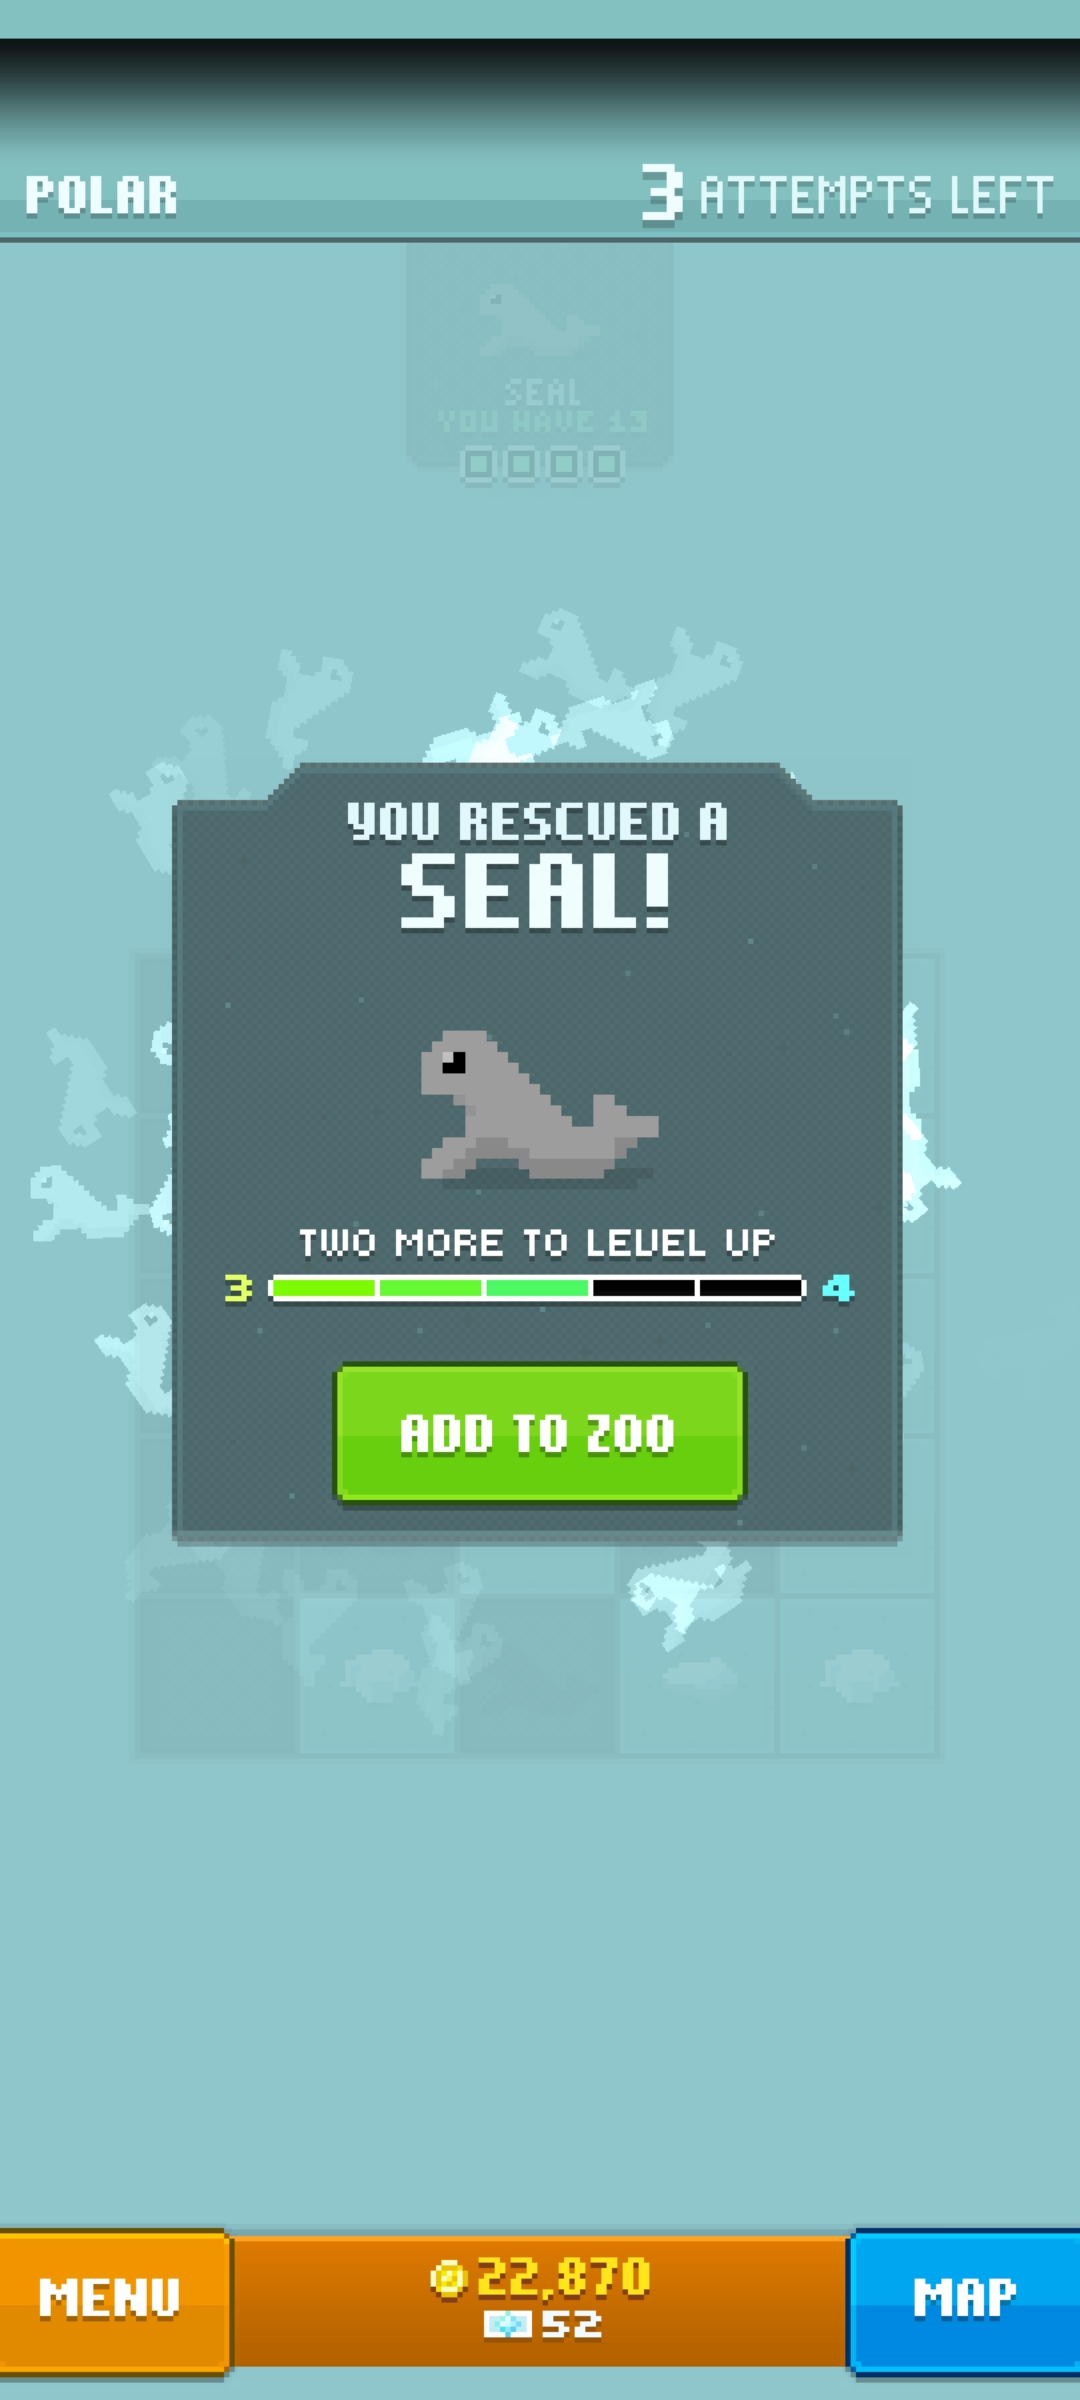 POLAR
3 ATTEMPTS LEFT
SEAL
YOU HAVE 13
YOU RESCUED A
SEAL!
TWO MORE TO LEVEL UP
3 4
ADD TO ZOO
MENU
22,870
52
MAP